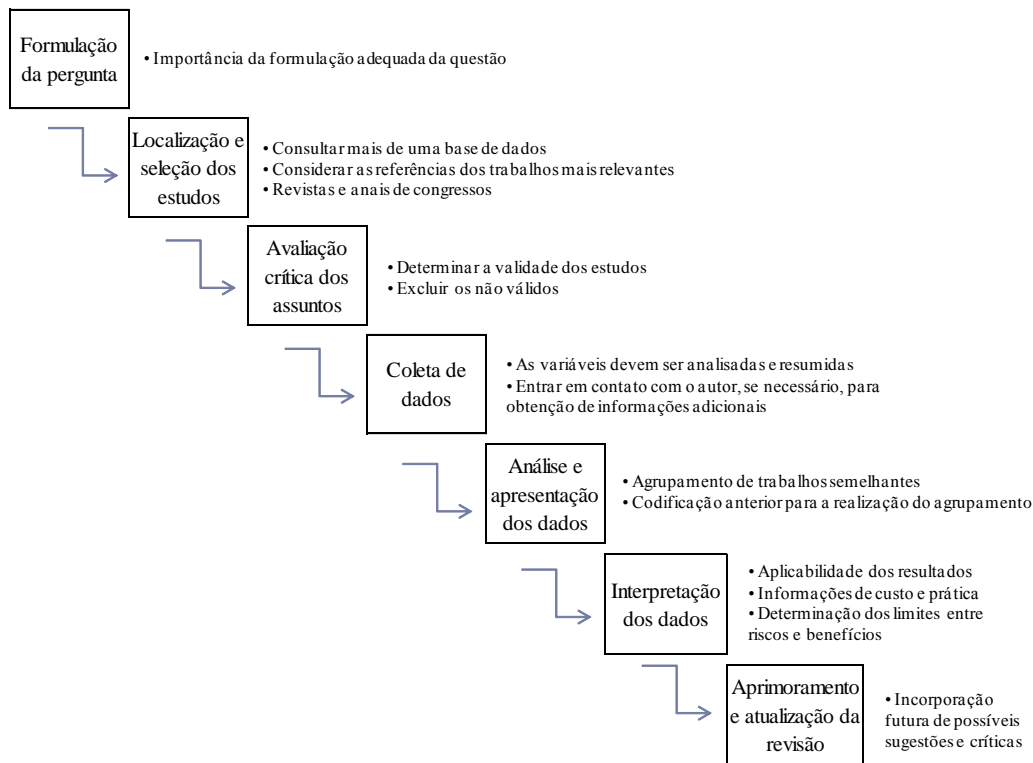 Formulação
da pergunta
• Importância da formulação adequada da questão
Localização e
seleção dos
estudos
• Consultar mais de uma base de dados
• Considerar as referências dos trabalhos mais relevantes
• Revistas e anais de congressos
Avaliação
crítica dos
assuntos
• Determinar a validade dos estudos
• Excluir os não válidos
Coleta de
dados
• As variáveis devem ser analisadas e resumidas
• Entrar em contato com o autor, se necessário, para
obtenção de informações adicionais
Análise e
apresentação
dos dados
• Agrupamento de trabalhos semelhantes
• Codificação anterior para a realização do agrupamento
Interpretação
dos dados
• Aplicabilidade dos resultados
• Informações de custo e prática
• Determinação dos limites entre
riscos e benefícios
Aprimoramento
e atualização da
revisão
• Incorporação
futura de possíveis
sugestões e críticas